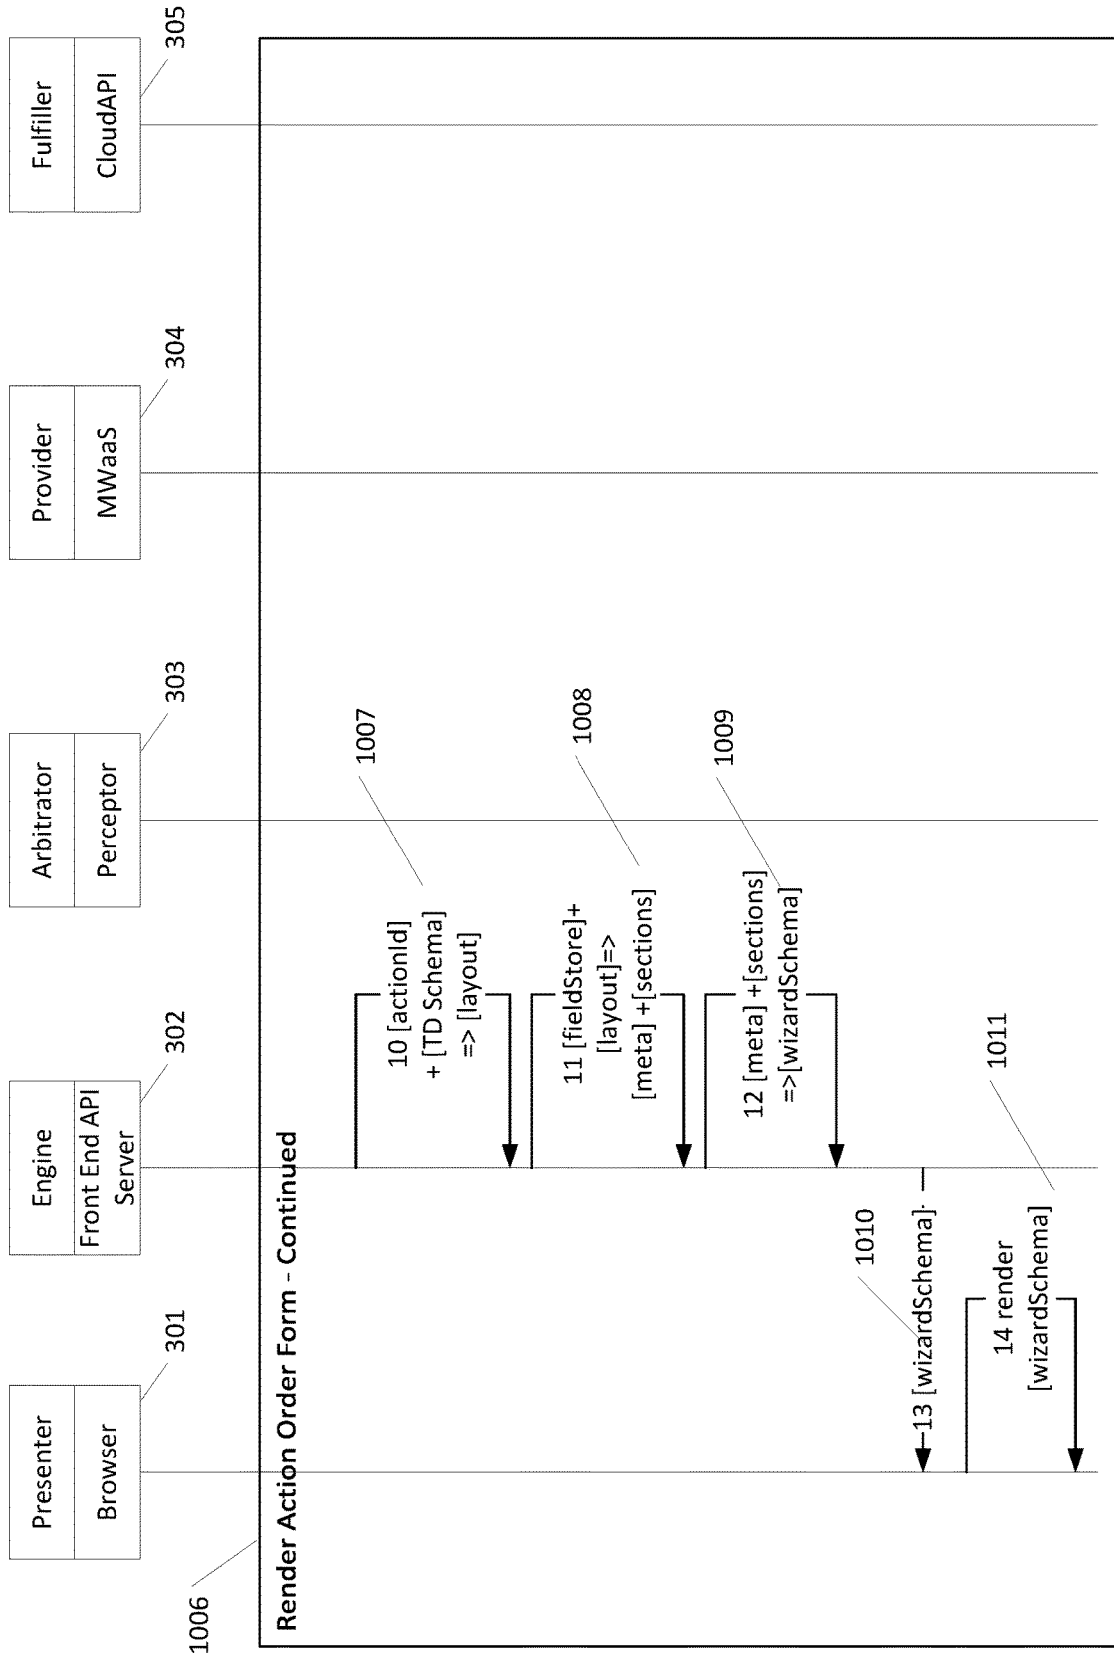 Presenter
Browser
301
Engine
Front End API
Server
302
Arbitrator
Perceptor
303
Provider
MWaaS
304
Fulfiller
CloudAPI
305
1006
Render Action Order Form - Continued
10 [actionId]
+ [TD Schema]
=> [layout]
1007
11 [fieldStore]+
[layout]=>
[meta] +[sections]
1008
12 [meta] +[sections]
=>[wizardSchema]
1009
13 [wizardSchema]
1010
14 render
[wizardSchema]
1011